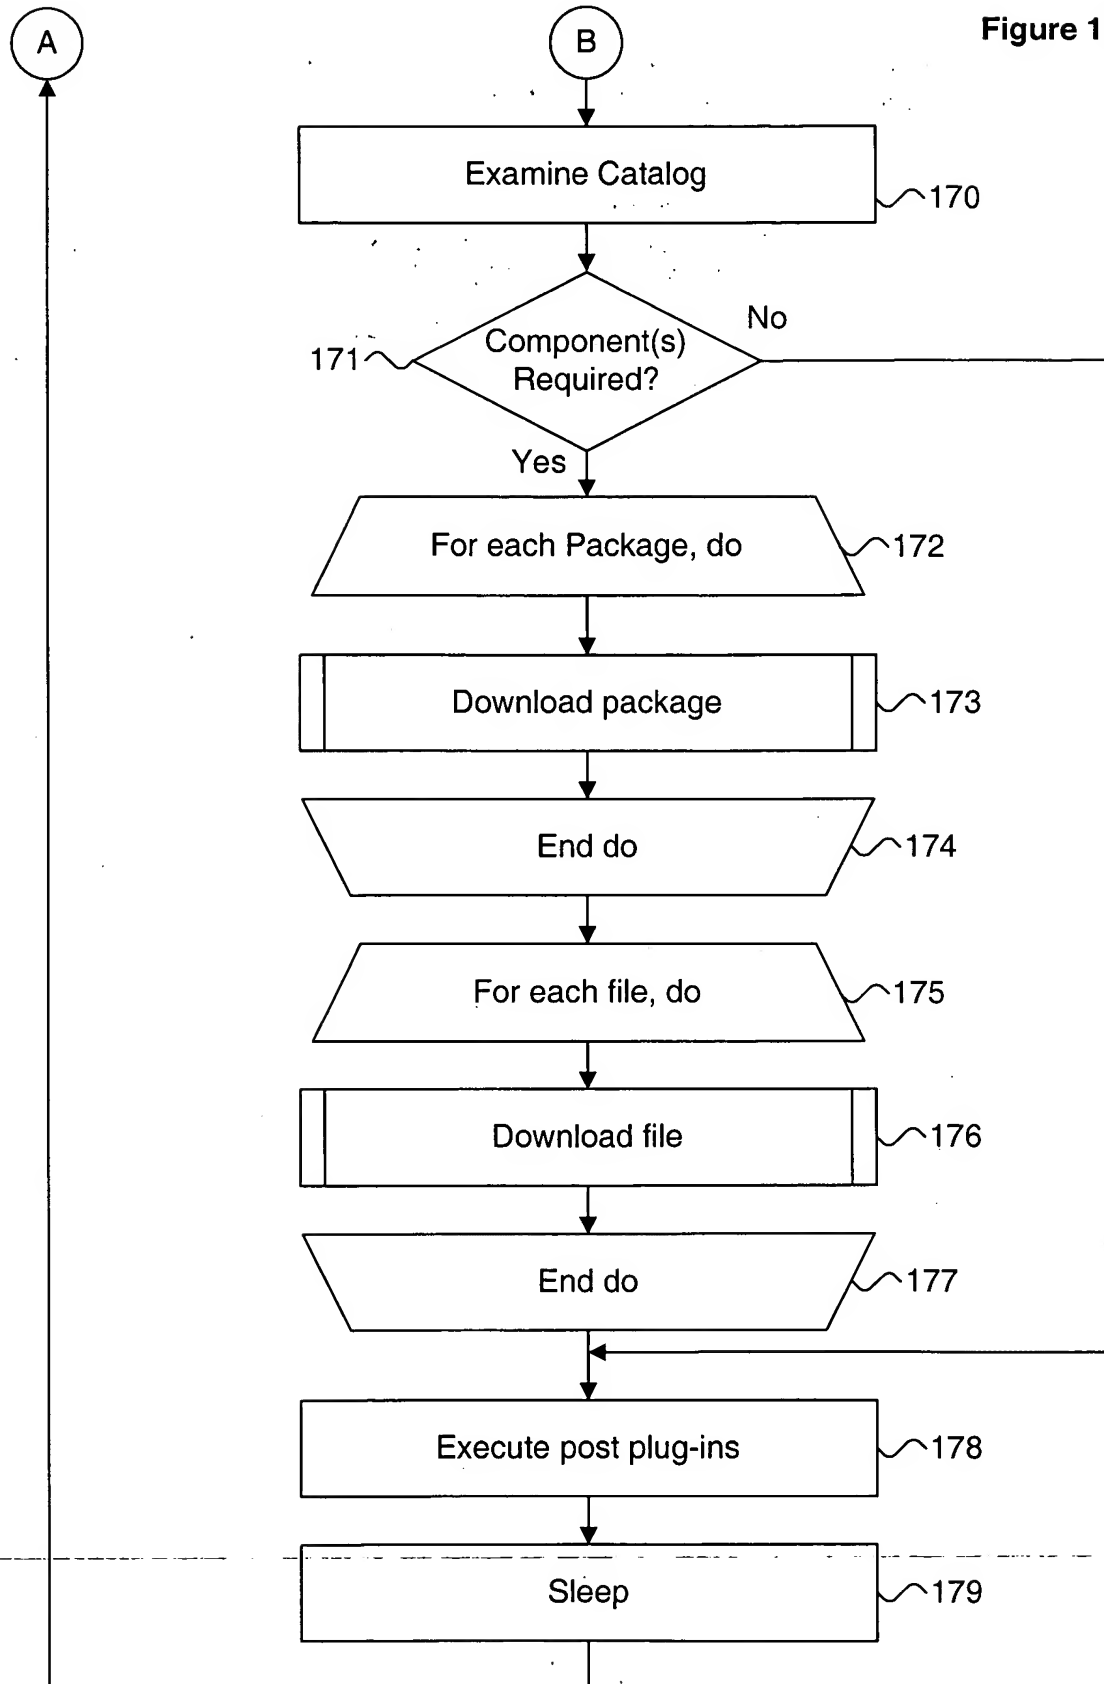 A
B
Figure 1
Examine Catalog
170
Component(s)
Required?
No
171
Yes
For each Package, do
172
Download package
173
End do
174
For each file, do
175
Download file
176
End do
177
Execute post plug-ins
178
Sleep
179